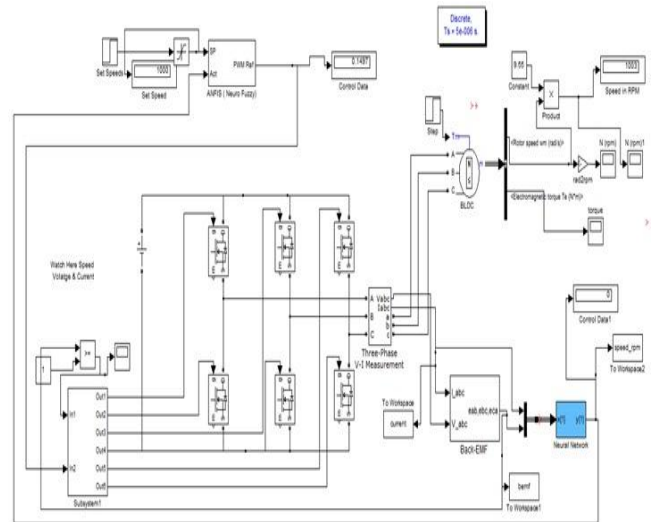 Discrete,
Ts = 5e-006 s.
Set Speeds
1000
Set Speed
SP
Act
PWM Ref
ANFIS ( Neuro Fuzzy)
0.1487
Control Data
9.55
Constant
Product
1003
Speed in RPM
Step
Tm
A
B
C
m
N
S
BLDC
<Rotor speed wm (rad/s)>
rad2rpm
N (rpm)
N (rpm)1
<Electromagnetic torque Te (N*m)>
torque
Watch Here Speed
Volatge & Current
1
>=
In1
In2
Out1
Out2
Out3
Out4
Out5
Out6
Subsystem1
A
B
C
Vabc
Iabc
a
b
c
Three-Phase
V-I Measurement
To Workspace
current
I_abc
V_abc
eab,ebc,eca
Back-EMF
Neural Network
0
Control Data1
speed_rpm
To Workspace2
bemf
To Workspace1